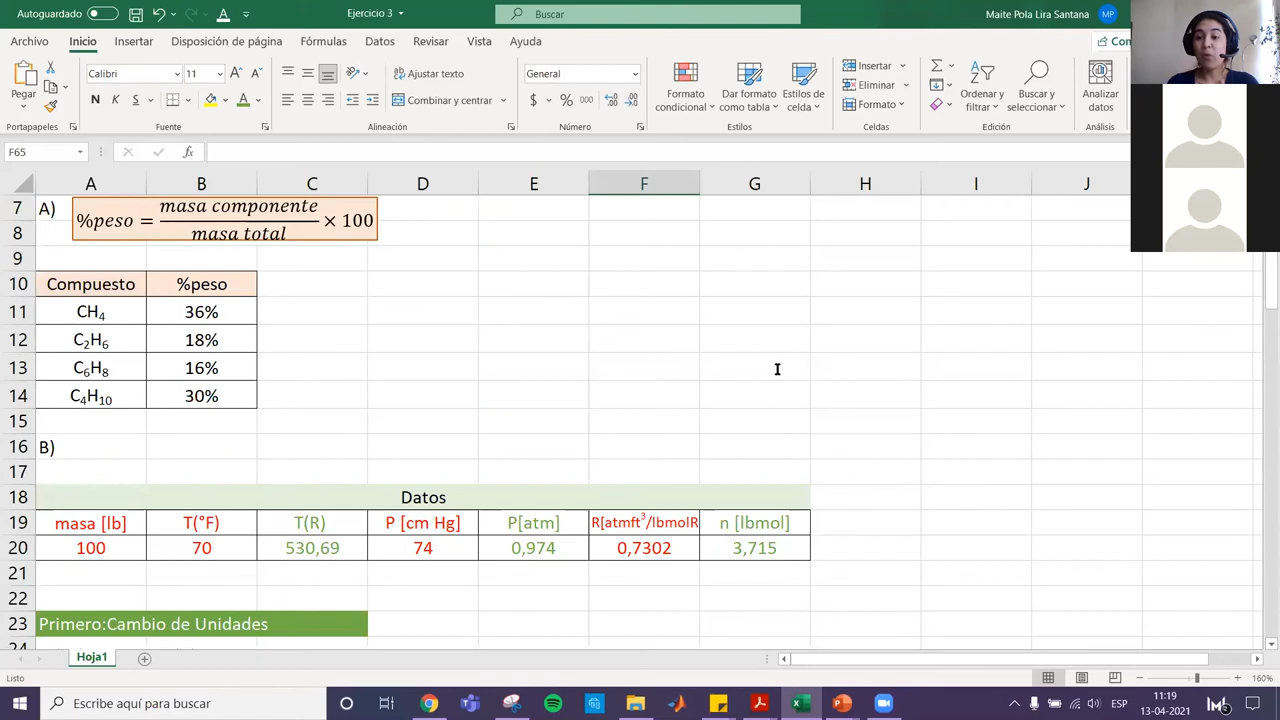 Autoguardado
Ejercicio 3
Buscar
Maite Pola Lira Santana
MP
Archivo Inicio Insertar Disposición de página Fórmulas Datos Revisar Vista Ayuda
Pegar
Calibri 11
Ajustar texto
General
Formato condicional
Dar formato como tabla
Estilos de celda
Insertar
Eliminar
Formato
Ordenar y filtrar
Buscar y seleccionar
Analizar datos
N K S
Combinar y centrar
$ % 000
Portapapeles Fuente Alineación Número Estilos Celdas Edición Análisis
F65 fx
A B C D E F G H I J
7 A) %peso = masa componente / masa total × 100
8
9
10 Compuesto %peso
11 CH₄ 36%
12 C₂H₆ 18%
13 C₆H₈ 16%
14 C₄H₁₀ 30%
15
16 B)
17
18 Datos
19 masa [lb] T(°F) T(R) P [cm Hg] P[atm] R[atmft³/lbmolR n [lbmol]
20 100 70 530,69 74 0,974 0,7302 3,715
21
22
23 Primero:Cambio de Unidades
24
Hoja1
Listo
160%
Escribe aquí para buscar
ESP
11:19
13-04-2021